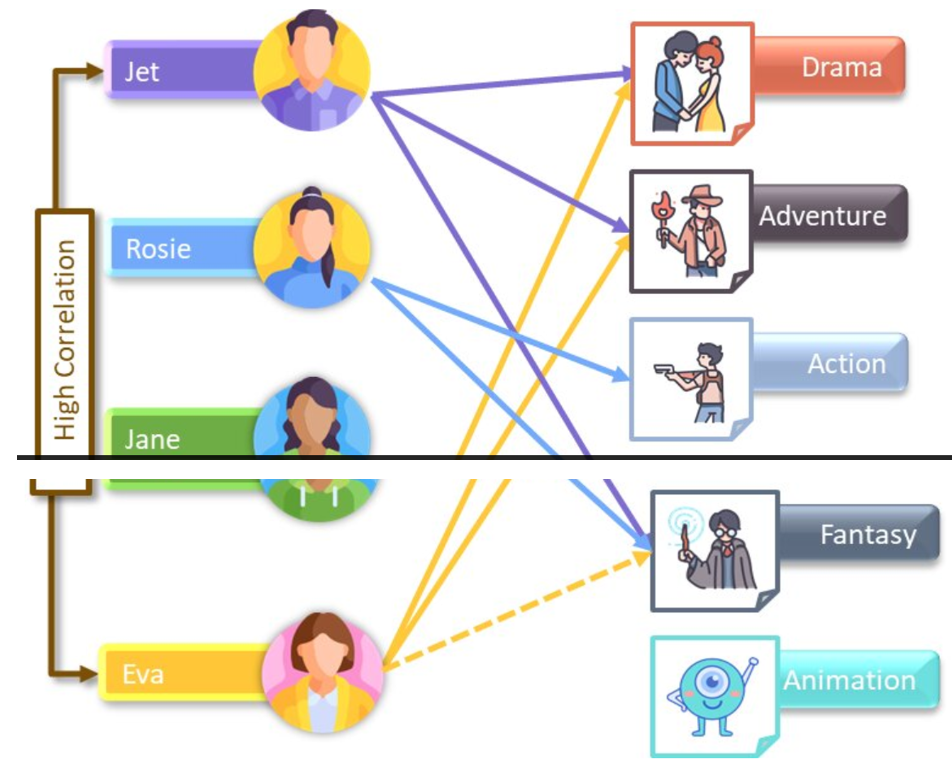 Jet
Drama
Adventure
Rosie
High Correlation
Action
Jane
Fantasy
Eva
Animation